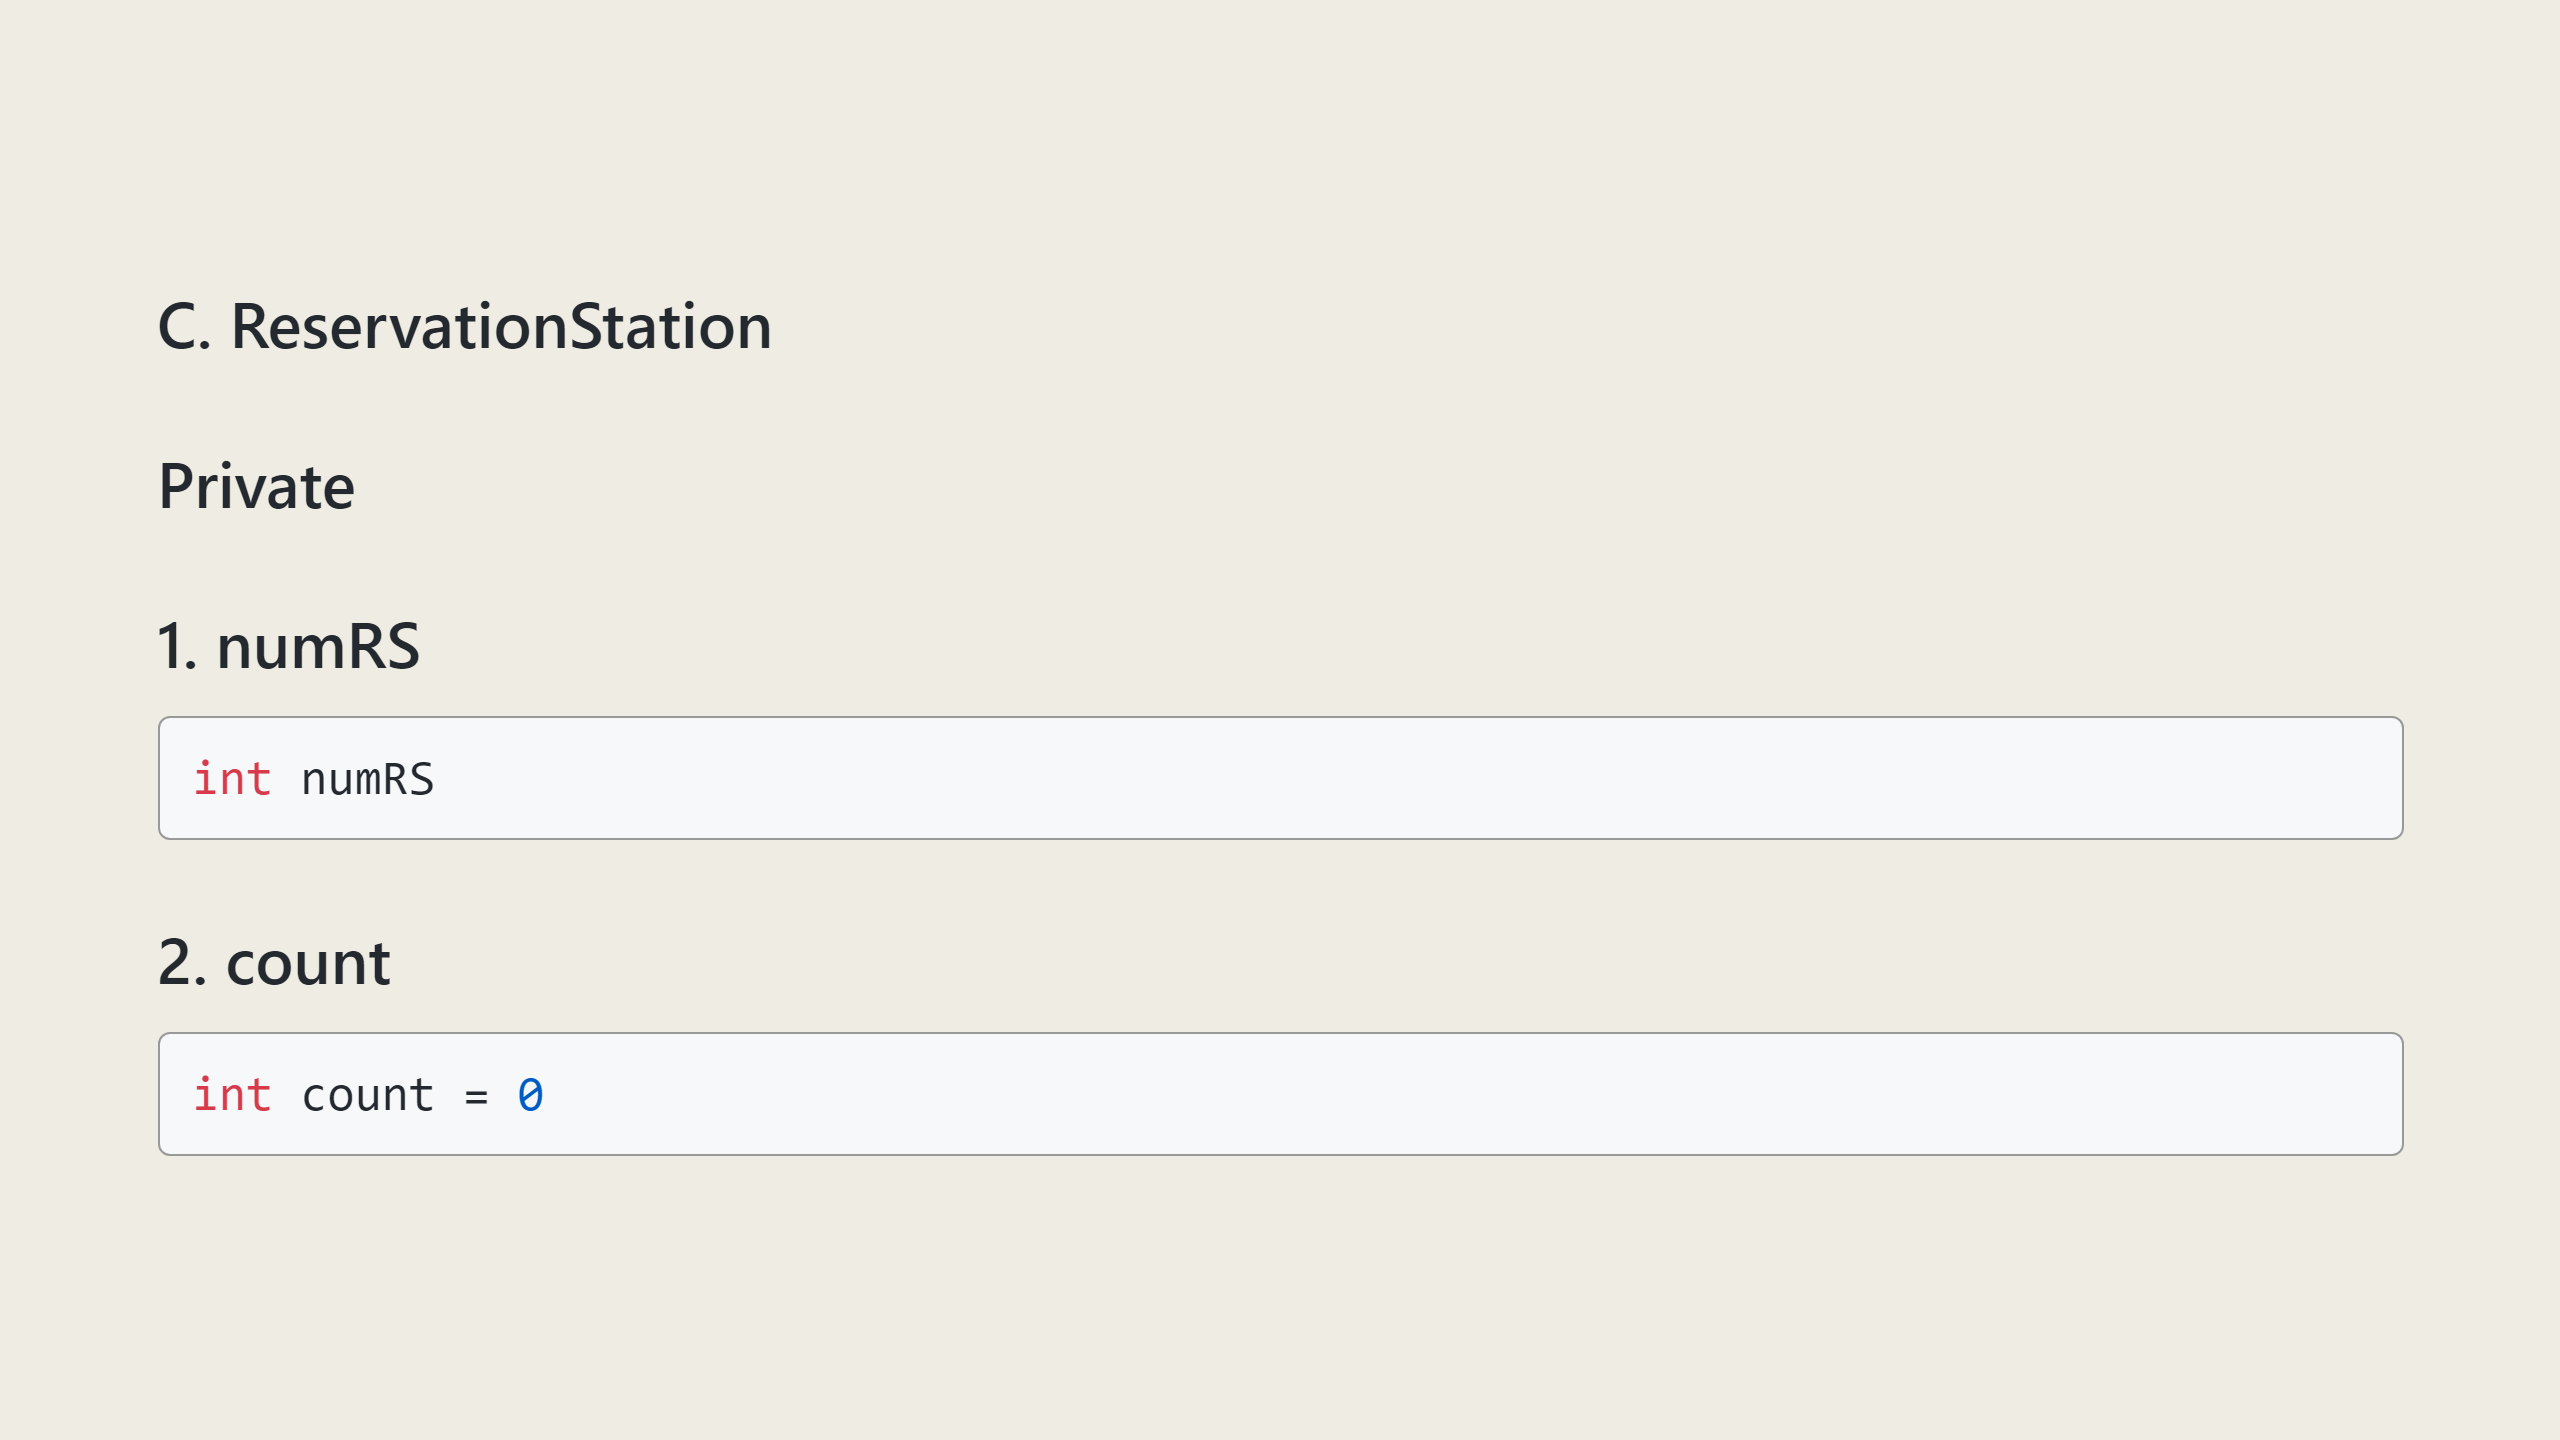 C. ReservationStation
Private
1. numRS
int numRS
2. count
int count = 0